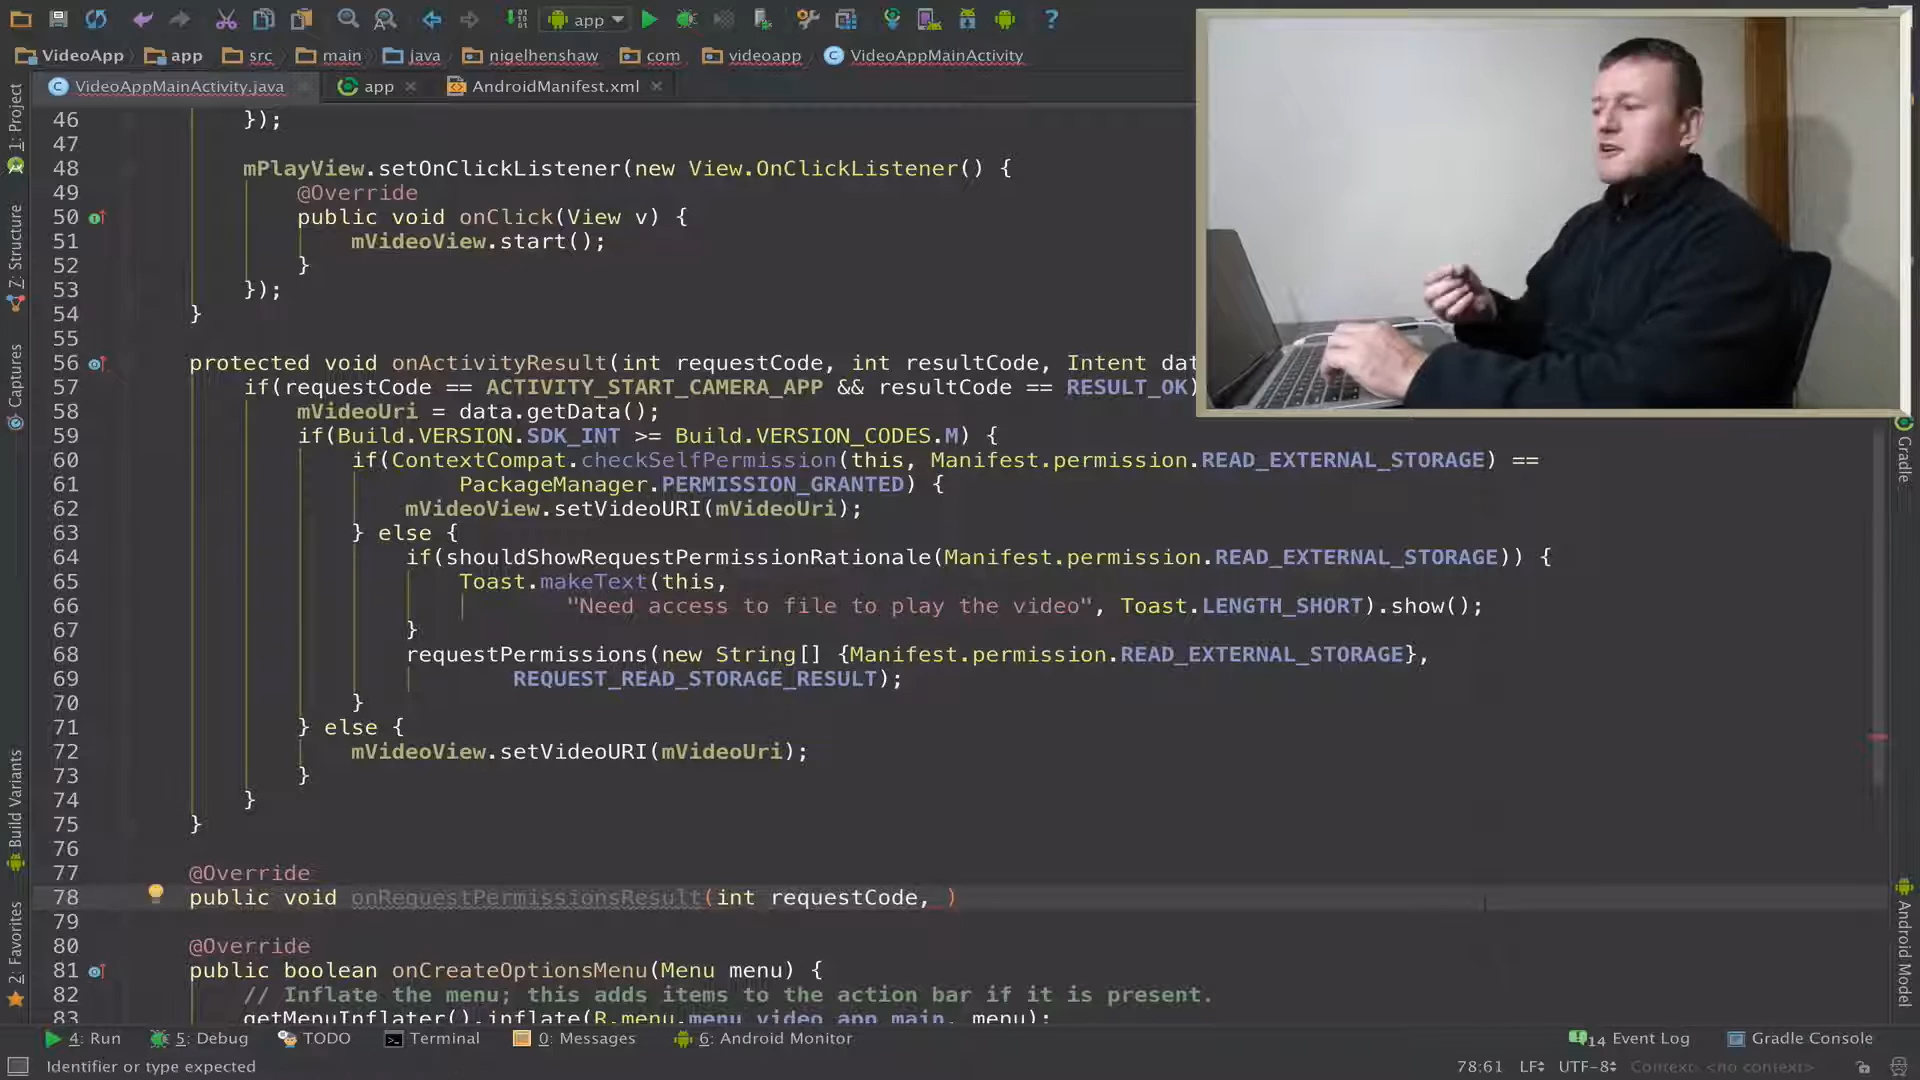 app
VideoApp app src main java nigelhenshaw com videoapp VideoAppMainActivity
VideoAppMainActivity.java app AndroidManifest.xml
1: Project
7: Structure
Captures
Build Variants
2: Favorites
46 });
47
48 mPlayView.setOnClickListener(new View.OnClickListener() {
49 @Override
50 public void onClick(View v) {
51 mVideoView.start();
52 }
53 });
54 }
55
56 protected void onActivityResult(int requestCode, int resultCode, Intent dat
57 if(requestCode == ACTIVITY_START_CAMERA_APP && resultCode == RESULT_OK)
58 mVideoUri = data.getData();
59 if(Build.VERSION.SDK_INT >= Build.VERSION_CODES.M) {
60 if(ContextCompat.checkSelfPermission(this, Manifest.permission.READ_EXTERNAL_STORAGE) ==
61 PackageManager.PERMISSION_GRANTED) {
62 mVideoView.setVideoURI(mVideoUri);
63 } else {
64 if(shouldShowRequestPermissionRationale(Manifest.permission.READ_EXTERNAL_STORAGE)) {
65 Toast.makeText(this,
66 "Need access to file to play the video", Toast.LENGTH_SHORT).show();
67 }
68 requestPermissions(new String[] {Manifest.permission.READ_EXTERNAL_STORAGE},
69 REQUEST_READ_STORAGE_RESULT);
70 }
71 } else {
72 mVideoView.setVideoURI(mVideoUri);
73 }
74 }
75 }
76
77 @Override
78 public void onRequestPermissionsResult(int requestCode, )
79
80 @Override
81 public boolean onCreateOptionsMenu(Menu menu) {
82 // Inflate the menu; this adds items to the action bar if it is present.
83 getMenuInflater().inflate(R.menu.menu_video_app_main, menu);
Gradle
Android Model
4: Run 5: Debug TODO Terminal 0: Messages 6: Android Monitor 14 Event Log Gradle Console
Identifier or type expected 78:61 LF UTF-8 Context: <no context>